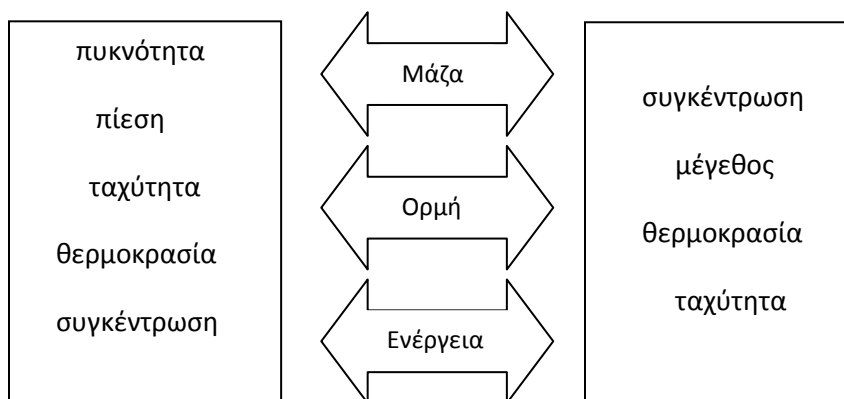 πυκνότητα
πίεση
ταχύτητα
θερμοκρασία
συγκέντρωση
Μάζα
Ορμή
Ενέργεια
συγκέντρωση
μέγεθος
θερμοκρασία
ταχύτητα